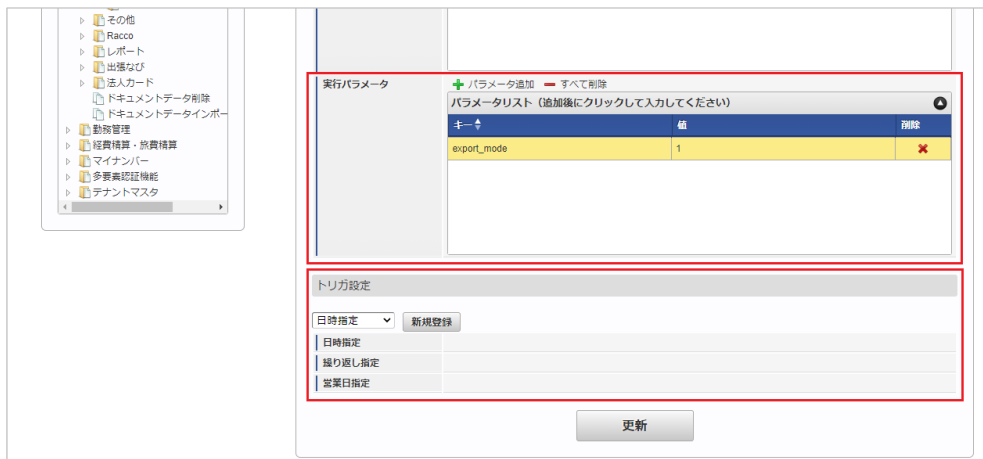 その他
Racco
レポート
出張なび
法人カード
ドキュメントデータ削除
ドキュメントデータインポー
勤務管理
経費精算・旅費精算
マイナンバー
多要素認証機能
テナントマスタ
実行パラメータ
パラメータ追加 すべて削除
パラメータリスト（追加後にクリックして入力してください）
キー 値 削除
export_mode 1
トリガ設定
日時指定 新規登録
日時指定
繰り返し指定
営業日指定
更新